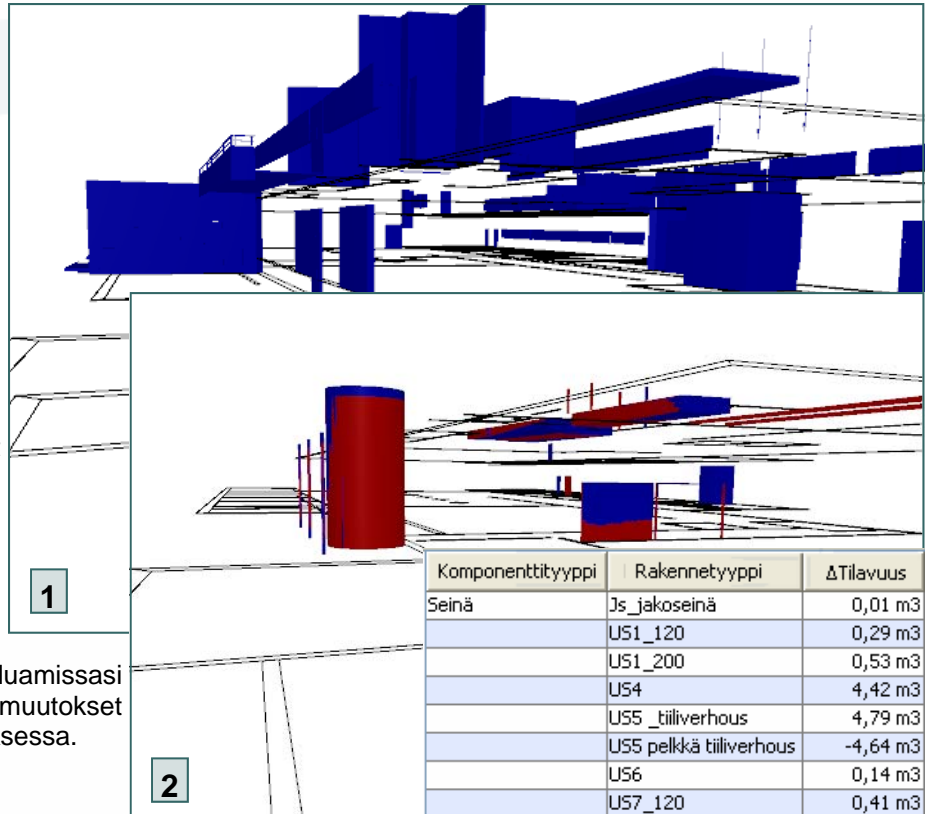 1
luamissasi
muutokset
sessa.
2
Komponenttityyppi Rakennetyyppi ΔTilavuus
Seinä Js_jakoseinä 0,01 m3
US1_120 0,29 m3
US1_200 0,53 m3
US4 4,42 m3
US5 _tiiliverhous 4,79 m3
US5 pelkkä tiiliverhous -4,64 m3
US6 0,14 m3
US7_120 0,41 m3